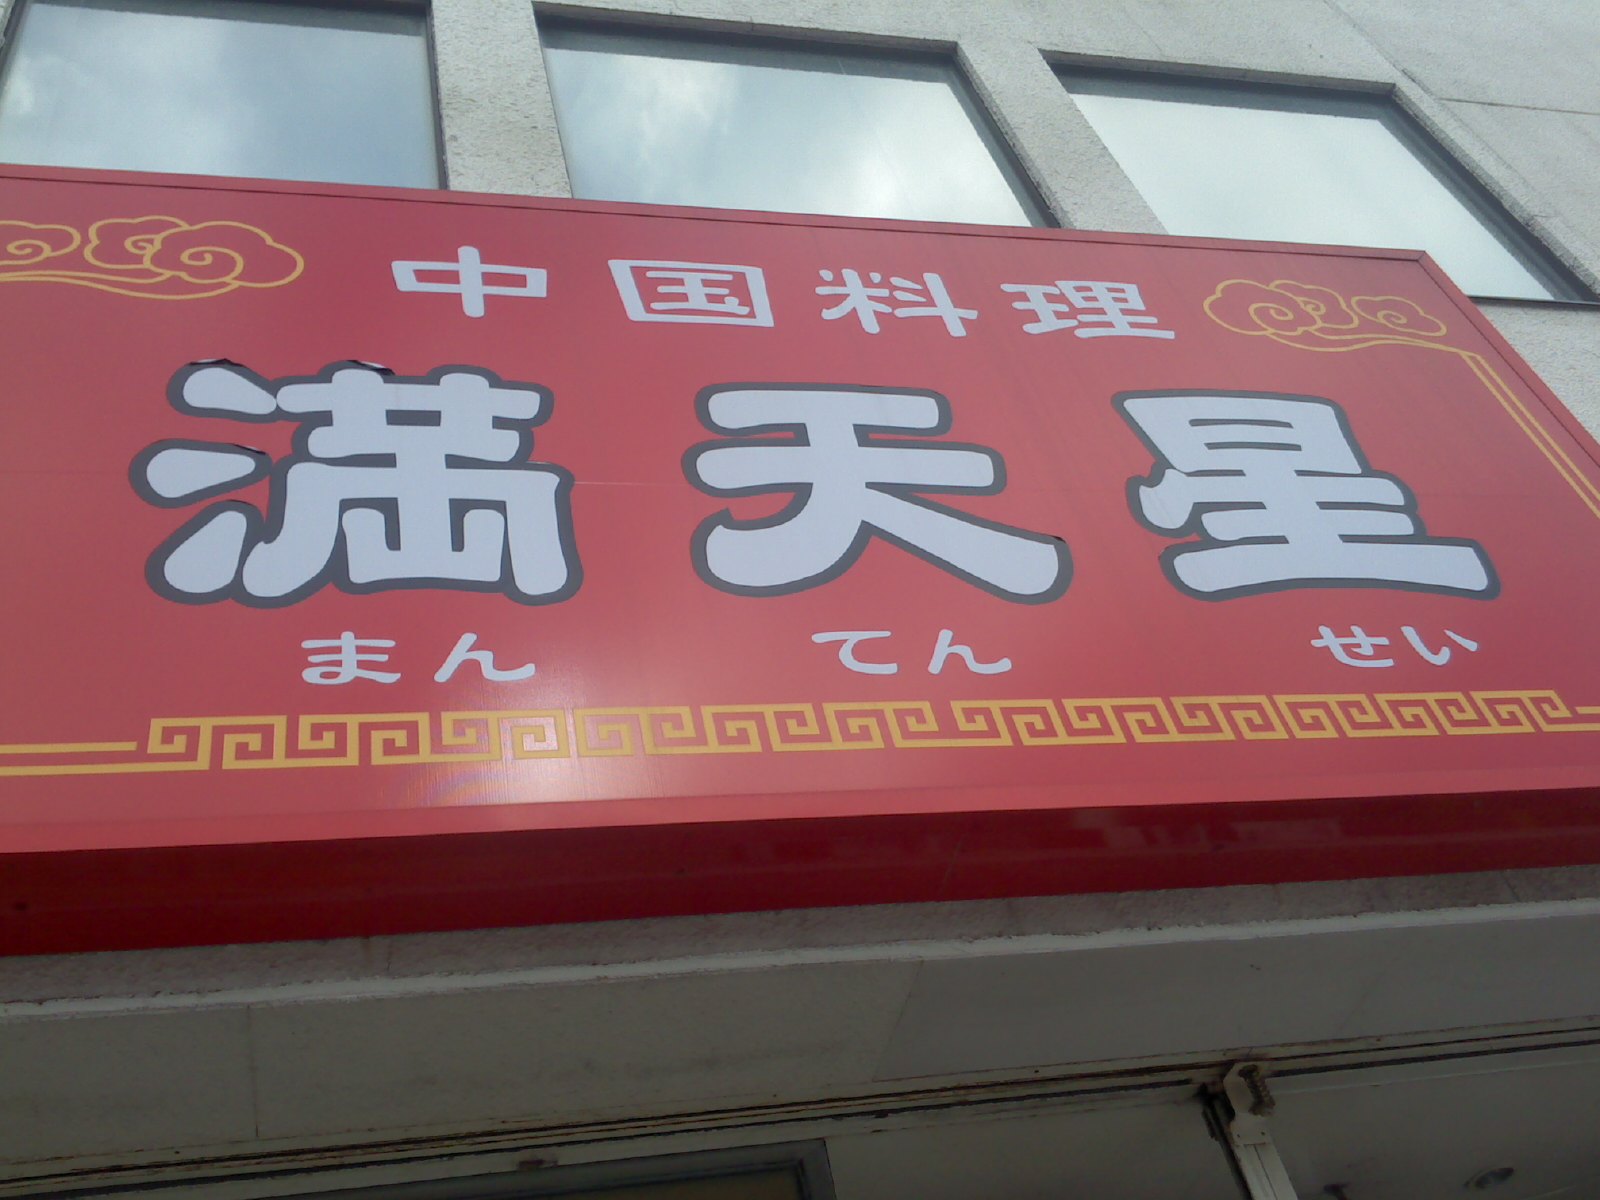 中国料理
満天星
まん てん せい